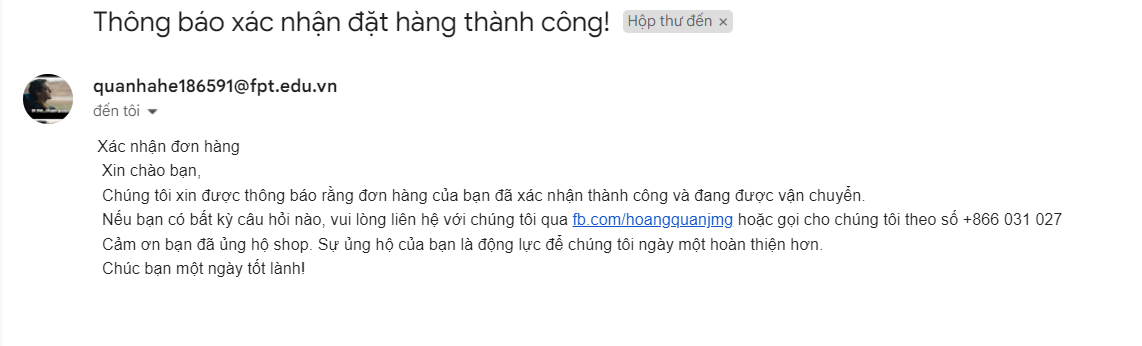 Thông báo xác nhận đặt hàng thành công! Hộp thư đến ×
quanhahe186591@fpt.edu.vn
đến tôi
Xác nhận đơn hàng
Xin chào bạn,
Chúng tôi xin được thông báo rằng đơn hàng của bạn đã xác nhận thành công và đang được vận chuyển.
Nếu bạn có bất kỳ câu hỏi nào, vui lòng liên hệ với chúng tôi qua fb.com/hoangquanjmg hoặc gọi cho chúng tôi theo số +866 031 027
Cảm ơn bạn đã ủng hộ shop. Sự ủng hộ của bạn là động lực để chúng tôi ngày một hoàn thiện hơn.
Chúc bạn một ngày tốt lành!